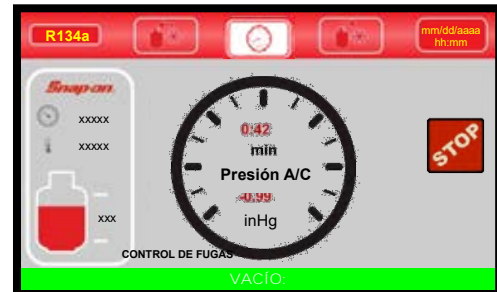 R134a
mm/dd/aaaa
hh:mm
Snap-on
xxxxx
xxxxx
xxx
0:42
min
Presión A/C
-0.99
inHg
CONTROL DE FUGAS
STOP
VACÍO: